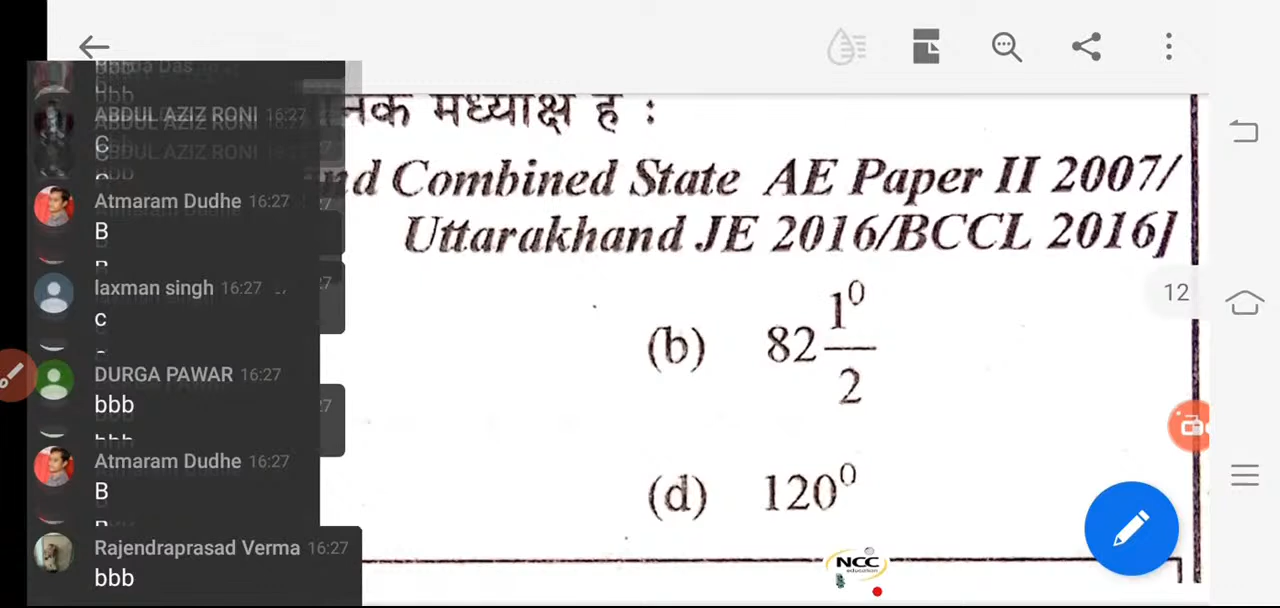 ABDUL AZIZ RONI 16:27
C
Atmaram Dudhe 16:27
B
laxman singh 16:27
c
DURGA PAWAR 16:27
bbb
Atmaram Dudhe 16:27
B
Rajendraprasad Verma 16:27
bbb
मध्याक्ष है :
Combined State AE Paper II 2007/
Uttarakhand JE 2016/BCCL 2016]
(b) 82 1⁰/2
(d) 120⁰
12
NCC
education